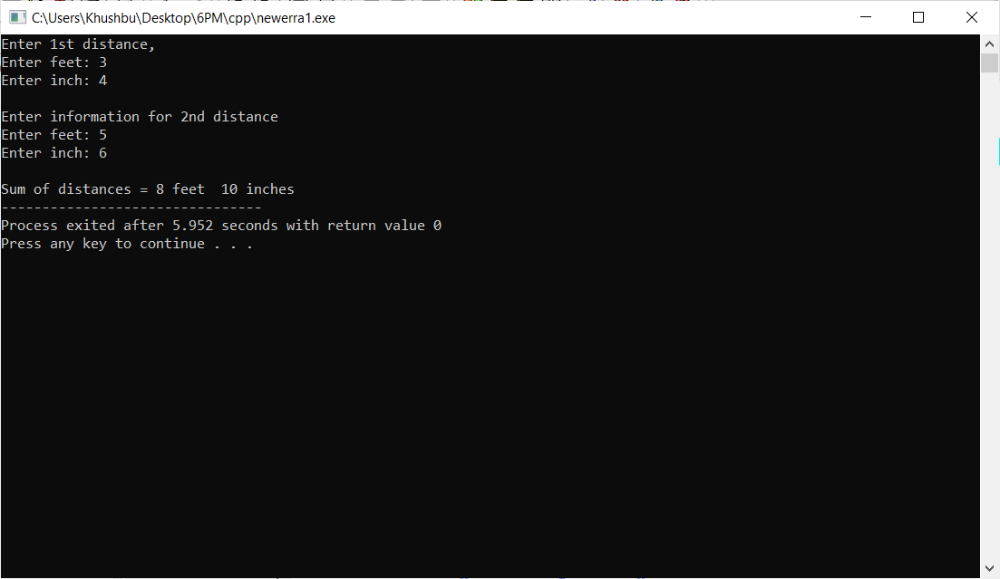 C:\Users\Khushbu\Desktop\6PM\cpp\newerra1.exe
Enter 1st distance,
Enter feet: 3
Enter inch: 4
Enter information for 2nd distance
Enter feet: 5
Enter inch: 6
Sum of distances = 8 feet  10 inches
--------------------------------
Process exited after 5.952 seconds with return value 0
Press any key to continue . . .